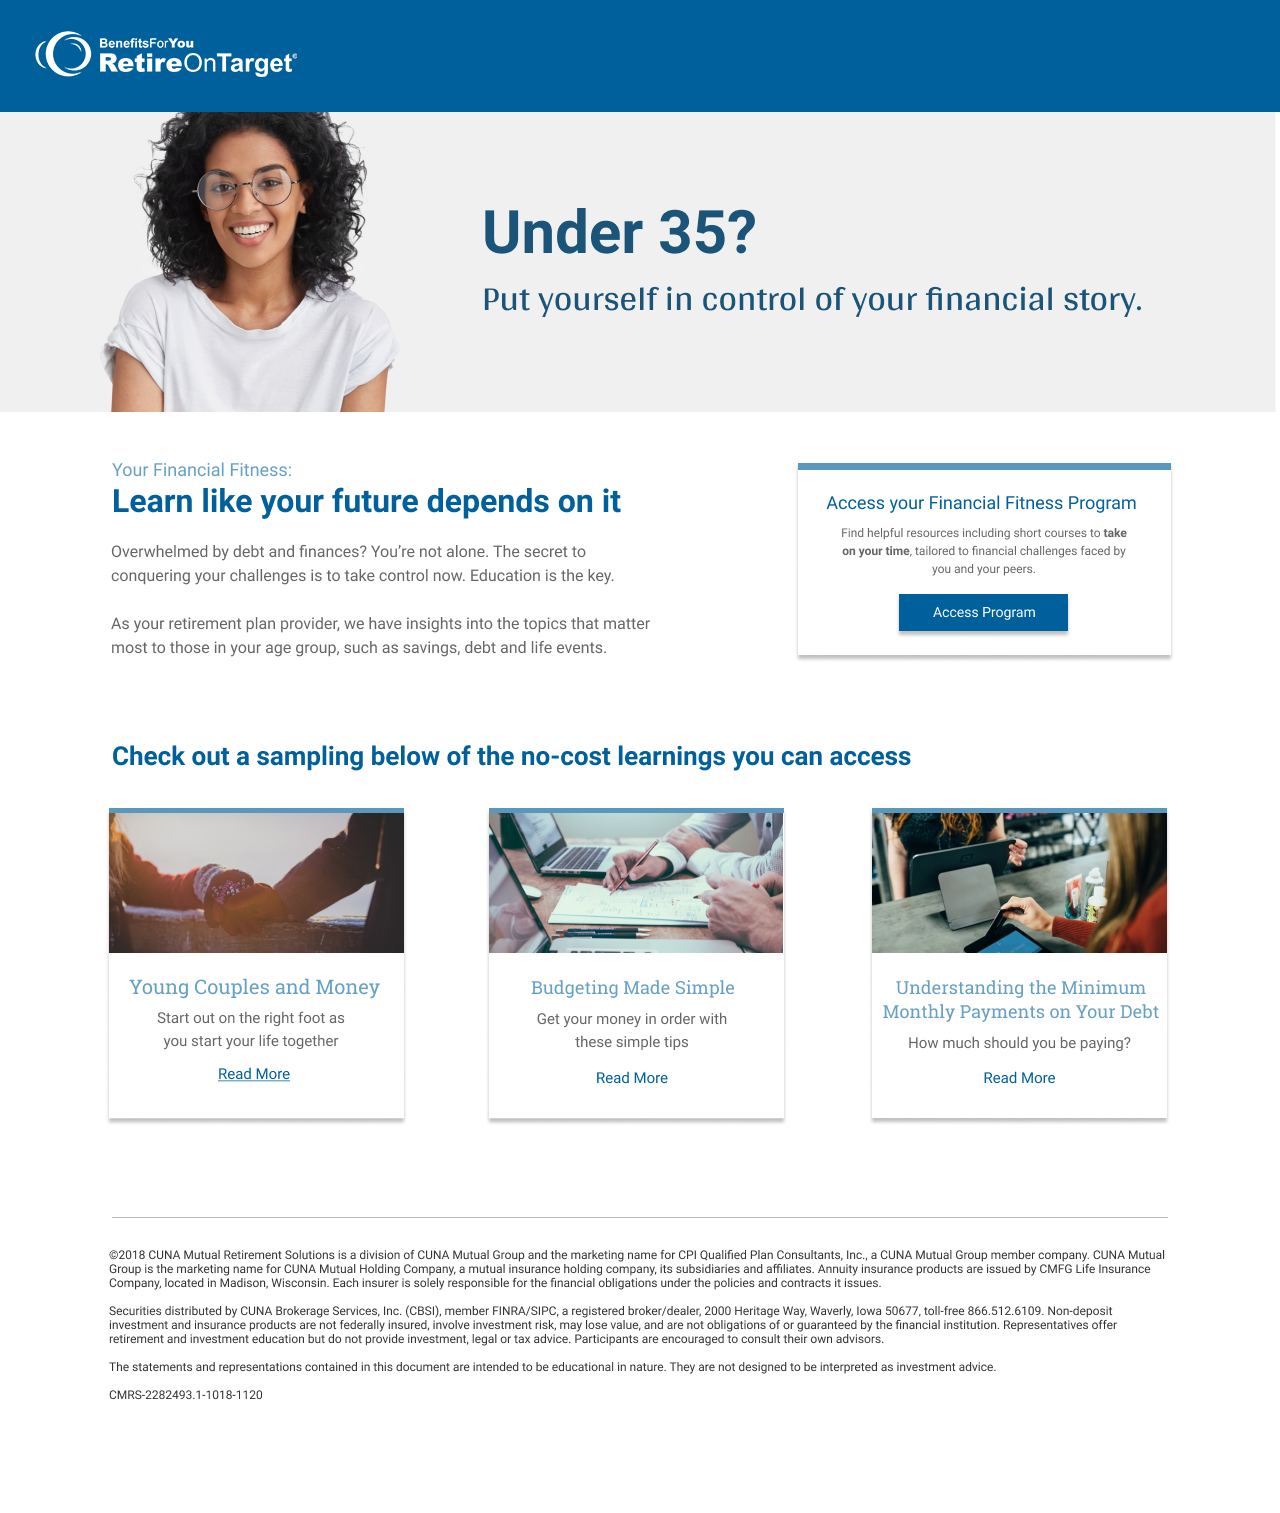 BenefitsForYou
RetireOnTarget®
Under 35?
Put yourself in control of your financial story.
Your Financial Fitness:
Learn like your future depends on it
Overwhelmed by debt and finances? You’re not alone. The secret to
conquering your challenges is to take control now. Education is the key.
As your retirement plan provider, we have insights into the topics that matter
most to those in your age group, such as savings, debt and life events.
Access your Financial Fitness Program
Find helpful resources including short courses to take
on your time, tailored to financial challenges faced by
you and your peers.
Access Program
Check out a sampling below of the no-cost learnings you can access
Young Couples and Money
Start out on the right foot as
you start your life together
Read More
Budgeting Made Simple
Get your money in order with
these simple tips
Read More
Understanding the Minimum
Monthly Payments on Your Debt
How much should you be paying?
Read More
©2018 CUNA Mutual Retirement Solutions is a division of CUNA Mutual Group and the marketing name for CPI Qualified Plan Consultants, Inc., a CUNA Mutual Group member company. CUNA Mutual
Group is the marketing name for CUNA Mutual Holding Company, a mutual insurance holding company, its subsidiaries and affiliates. Annuity insurance products are issued by CMFG Life Insurance
Company, located in Madison, Wisconsin. Each insurer is solely responsible for the financial obligations under the policies and contracts it issues.
Securities distributed by CUNA Brokerage Services, Inc. (CBSI), member FINRA/SIPC, a registered broker/dealer, 2000 Heritage Way, Waverly, Iowa 50677, toll-free 866.512.6109. Non-deposit
investment and insurance products are not federally insured, involve investment risk, may lose value, and are not obligations of or guaranteed by the financial institution. Representatives offer
retirement and investment education but do not provide investment, legal or tax advice. Participants are encouraged to consult their own advisors.
The statements and representations contained in this document are intended to be educational in nature. They are not designed to be interpreted as investment advice.
CMRS-2282493.1-1018-1120